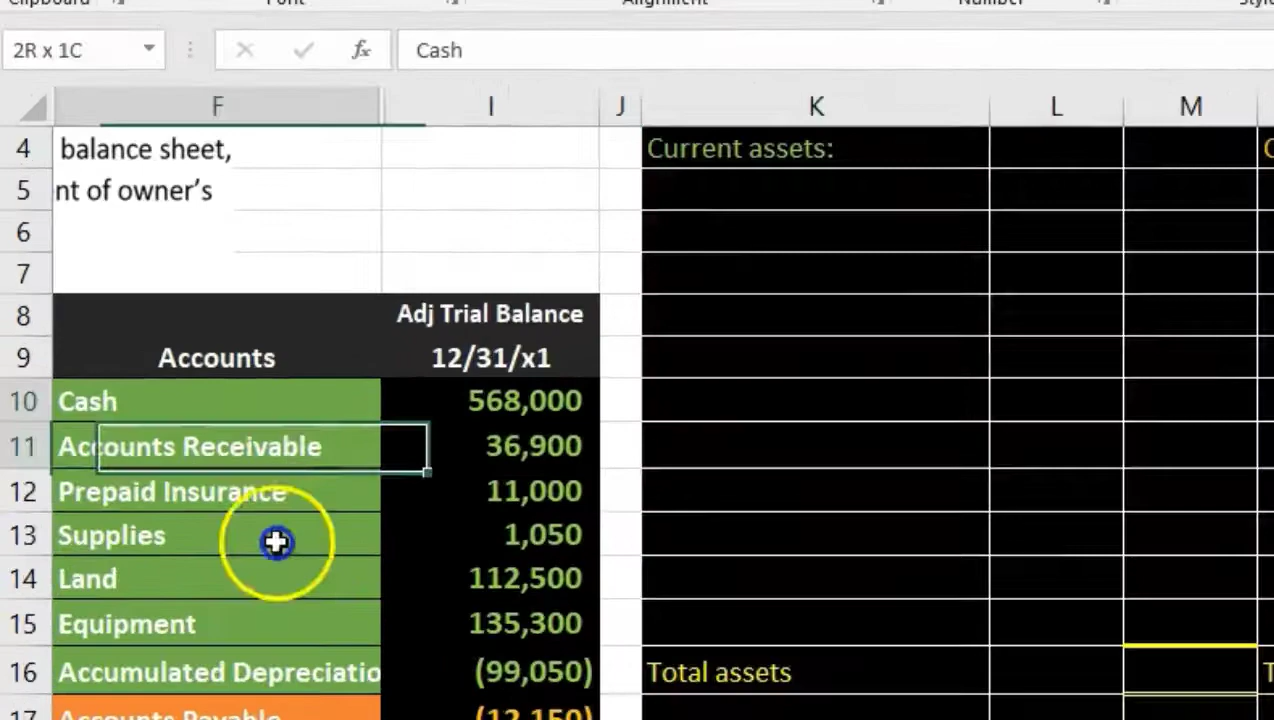 Clipboard Font Alignment Number
2R x 1C fx Cash
F I J K L M
4 balance sheet, Current assets:
5 nt of owner's
6
7
8 Adj Trial Balance
9 Accounts 12/31/x1
10 Cash 568,000
11 Accounts Receivable 36,900
12 Prepaid Insurance 11,000
13 Supplies 1,050
14 Land 112,500
15 Equipment 135,300
16 Accumulated Depreciatio (99,050) Total assets
17 Accounts Payable (12,150)